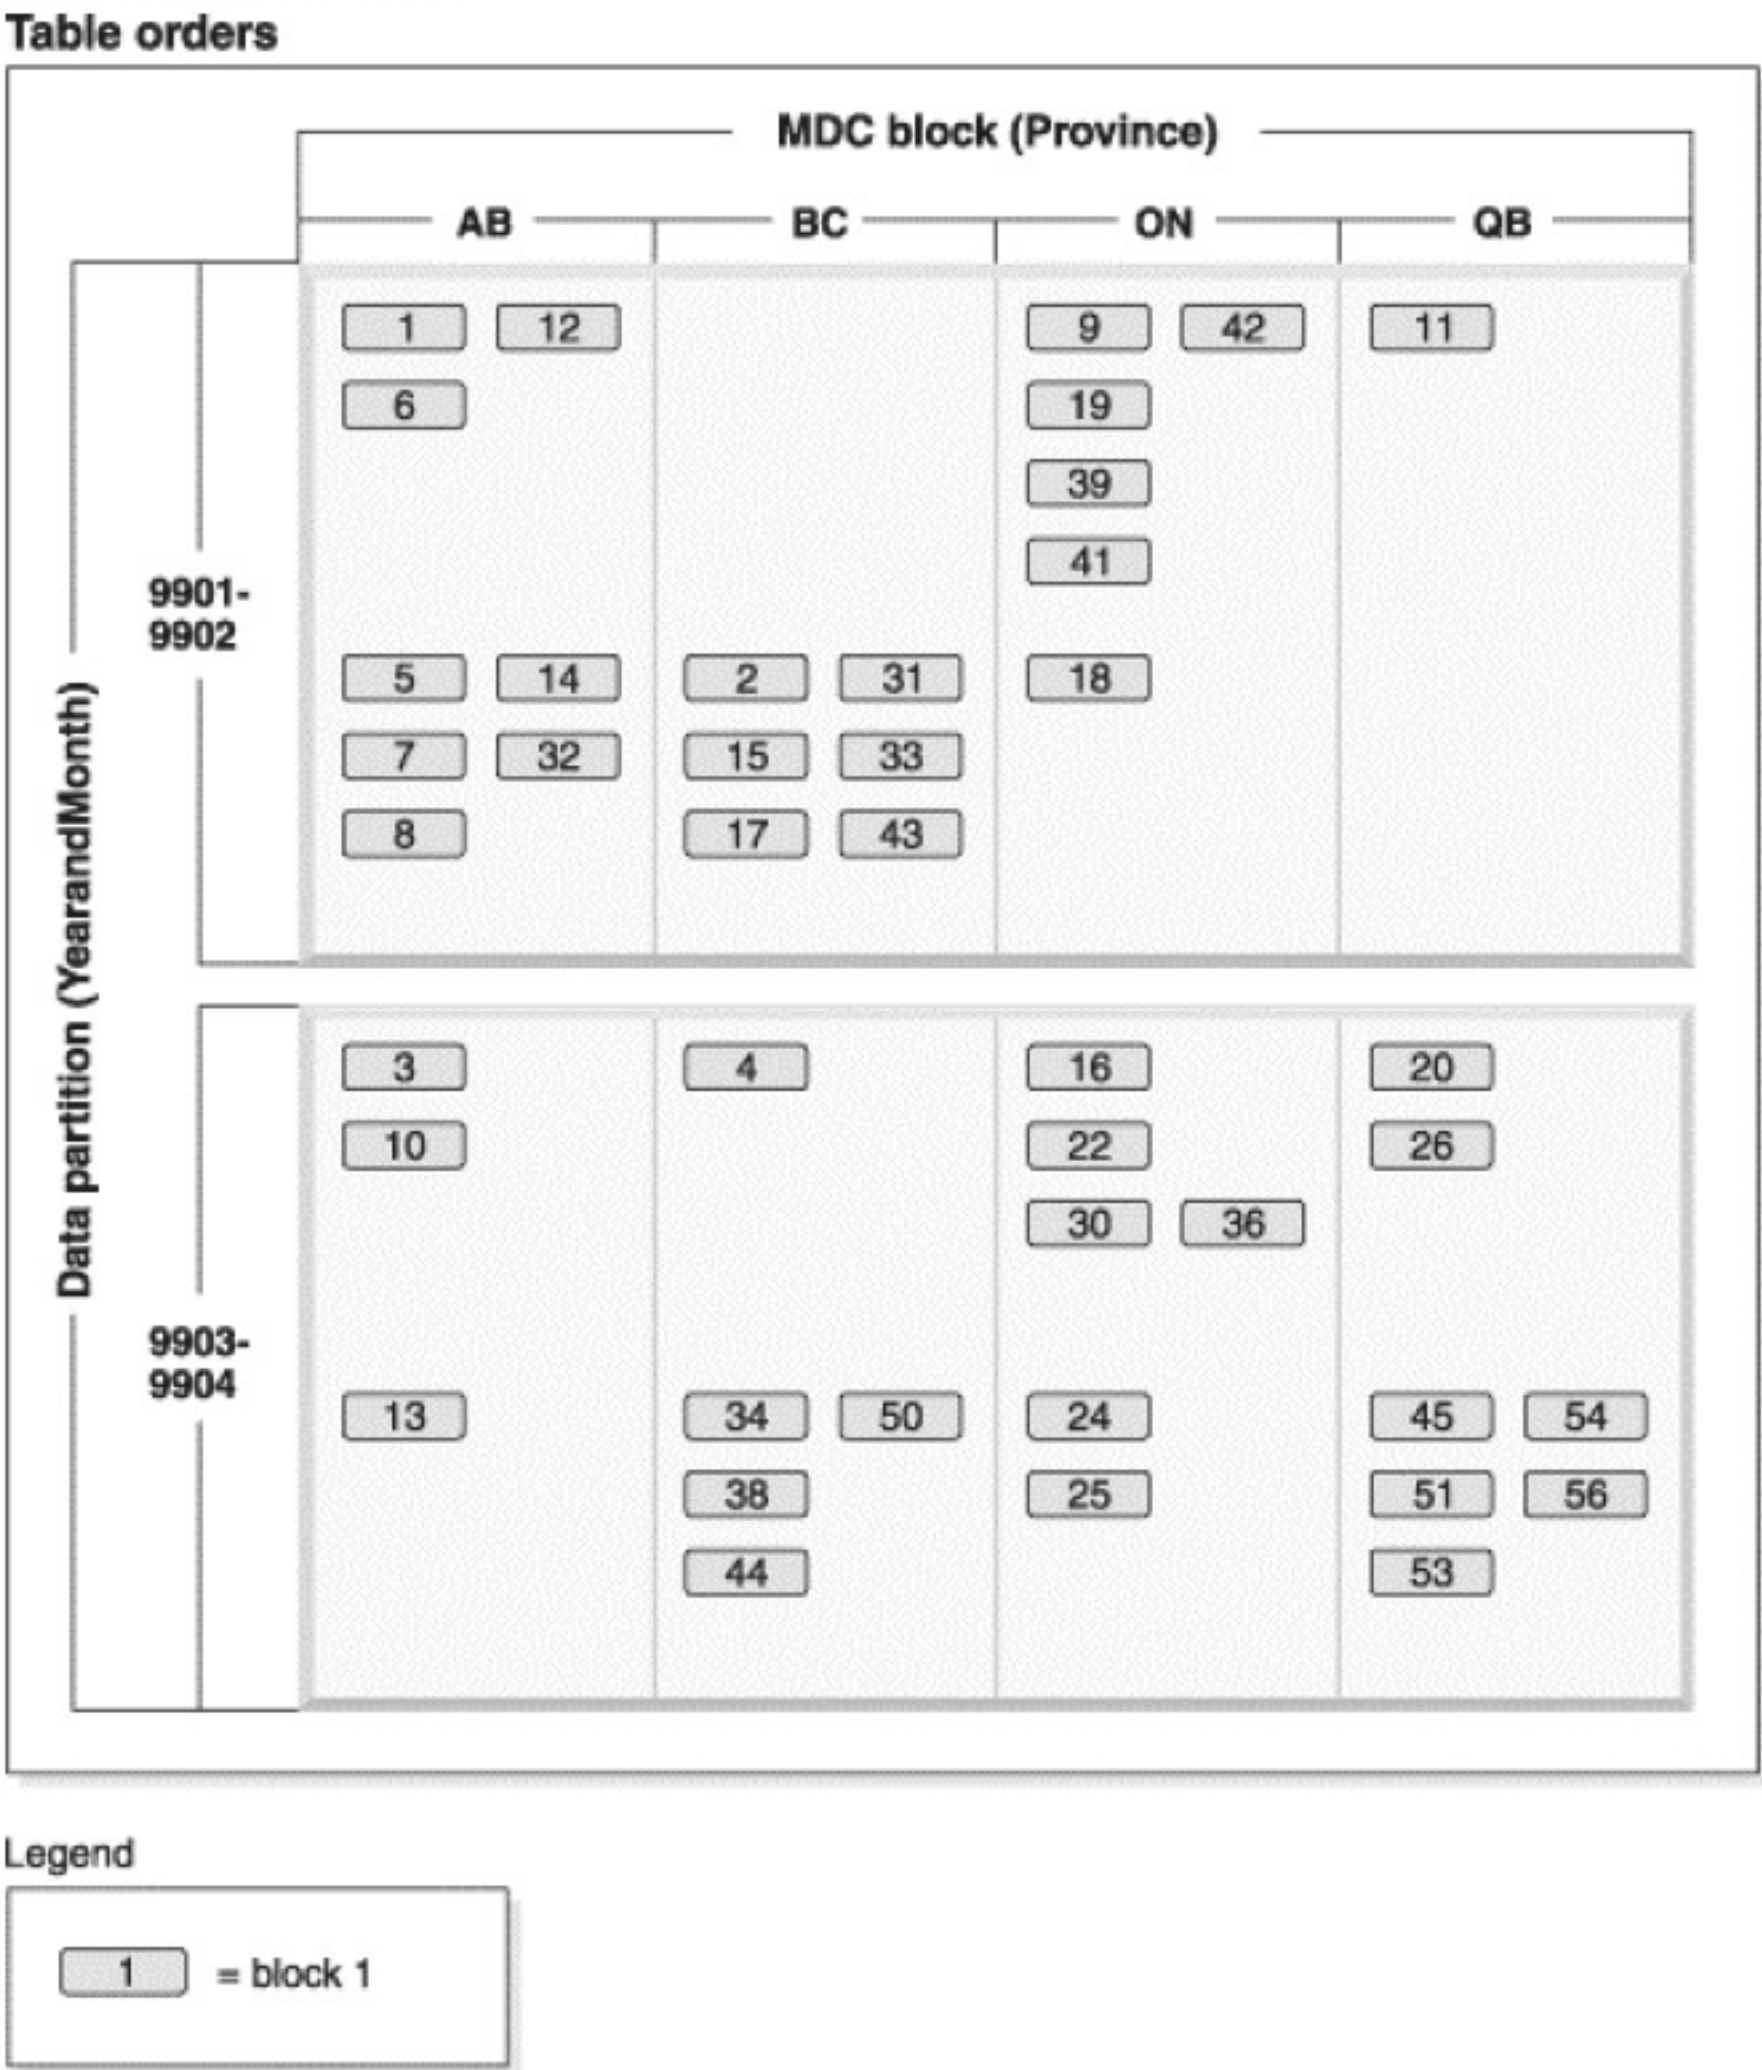 Table orders
MDC block (Province)
AB BC ON QB
Data partition (YearandMonth)
9901-
9902
1 12 9 42 11
6 19
39
41
5 14 2 31 18
7 32 15 33
8 17 43
9903-
9904
3 4 16 20
10 22 26
30 36
13 34 50 24 45 54
38 25 51 56
44 53
Legend
1 = block 1